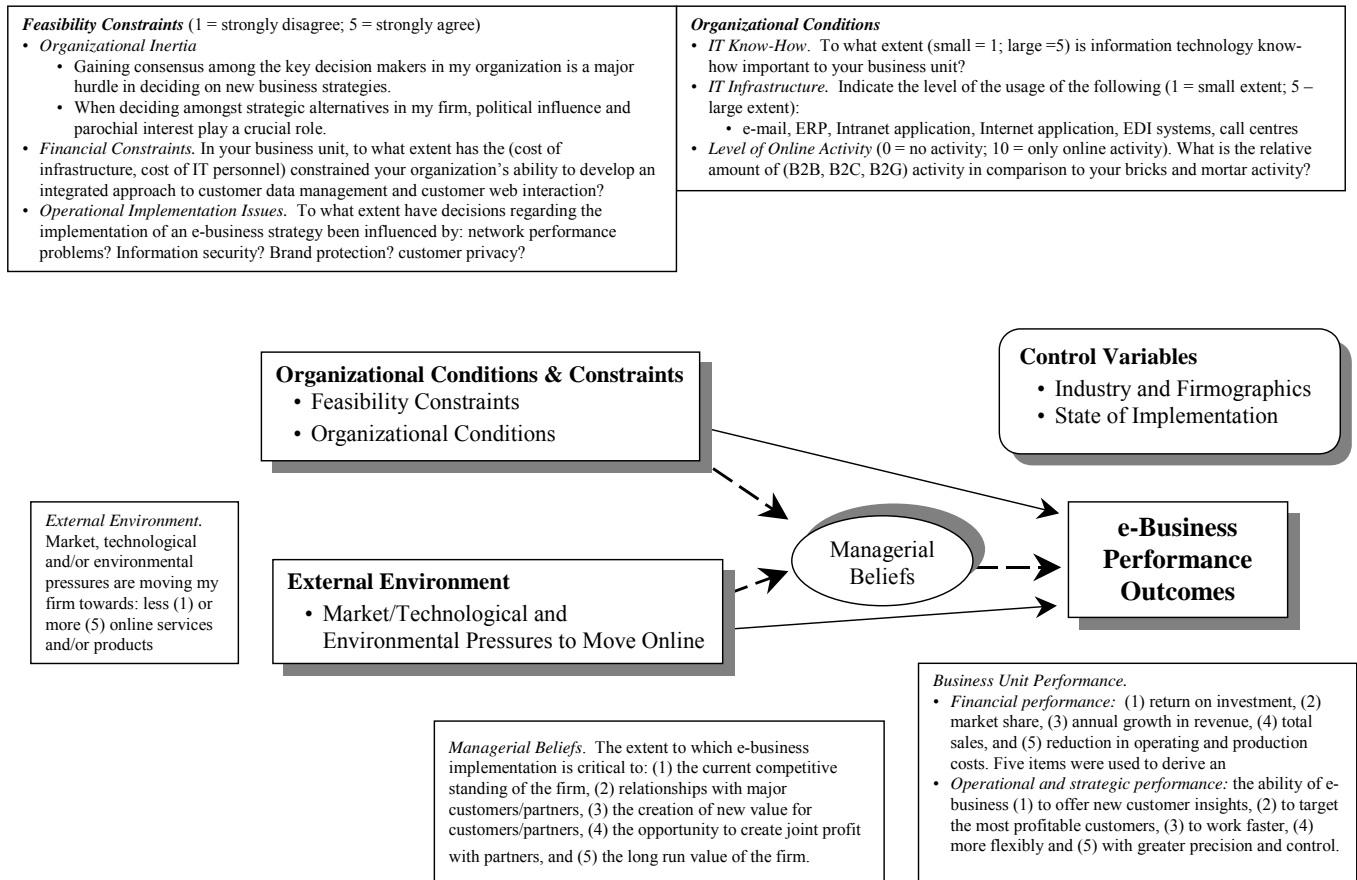 Feasibility Constraints (1 = strongly disagree; 5 = strongly agree)
• Organizational Inertia
• Gaining consensus among the key decision makers in my organization is a major
hurdle in deciding on new business strategies.
• When deciding amongst strategic alternatives in my firm, political influence and
parochial interest play a crucial role.
• Financial Constraints. In your business unit, to what extent has the (cost of
infrastructure, cost of IT personnel) constrained your organization's ability to develop an
integrated approach to customer data management and customer web interaction?
• Operational Implementation Issues. To what extent have decisions regarding the
implementation of an e-business strategy been influenced by: network performance
problems? Information security? Brand protection? customer privacy?
Organizational Conditions
• IT Know-How. To what extent (small = 1; large =5) is information technology know-
how important to your business unit?
• IT Infrastructure. Indicate the level of the usage of the following (1 = small extent; 5 –
large extent):
• e-mail, ERP, Intranet application, Internet application, EDI systems, call centres
• Level of Online Activity (0 = no activity; 10 = only online activity). What is the relative
amount of (B2B, B2C, B2G) activity in comparison to your bricks and mortar activity?
Organizational Conditions & Constraints
• Feasibility Constraints
• Organizational Conditions
Control Variables
• Industry and Firmographics
• State of Implementation
External Environment.
Market, technological
and/or environmental
pressures are moving my
firm towards: less (1) or
more (5) online services
and/or products
External Environment
• Market/Technological and
Environmental Pressures to Move Online
Managerial
Beliefs
e-Business
Performance
Outcomes
Managerial Beliefs. The extent to which e-business
implementation is critical to: (1) the current competitive
standing of the firm, (2) relationships with major
customers/partners, (3) the creation of new value for
customers/partners, (4) the opportunity to create joint profit
with partners, and (5) the long run value of the firm.
Business Unit Performance.
• Financial performance: (1) return on investment, (2)
market share, (3) annual growth in revenue, (4) total
sales, and (5) reduction in operating and production
costs. Five items were used to derive an
• Operational and strategic performance: the ability of e-
business (1) to offer new customer insights, (2) to target
the most profitable customers, (3) to work faster, (4)
more flexibly and (5) with greater precision and control.